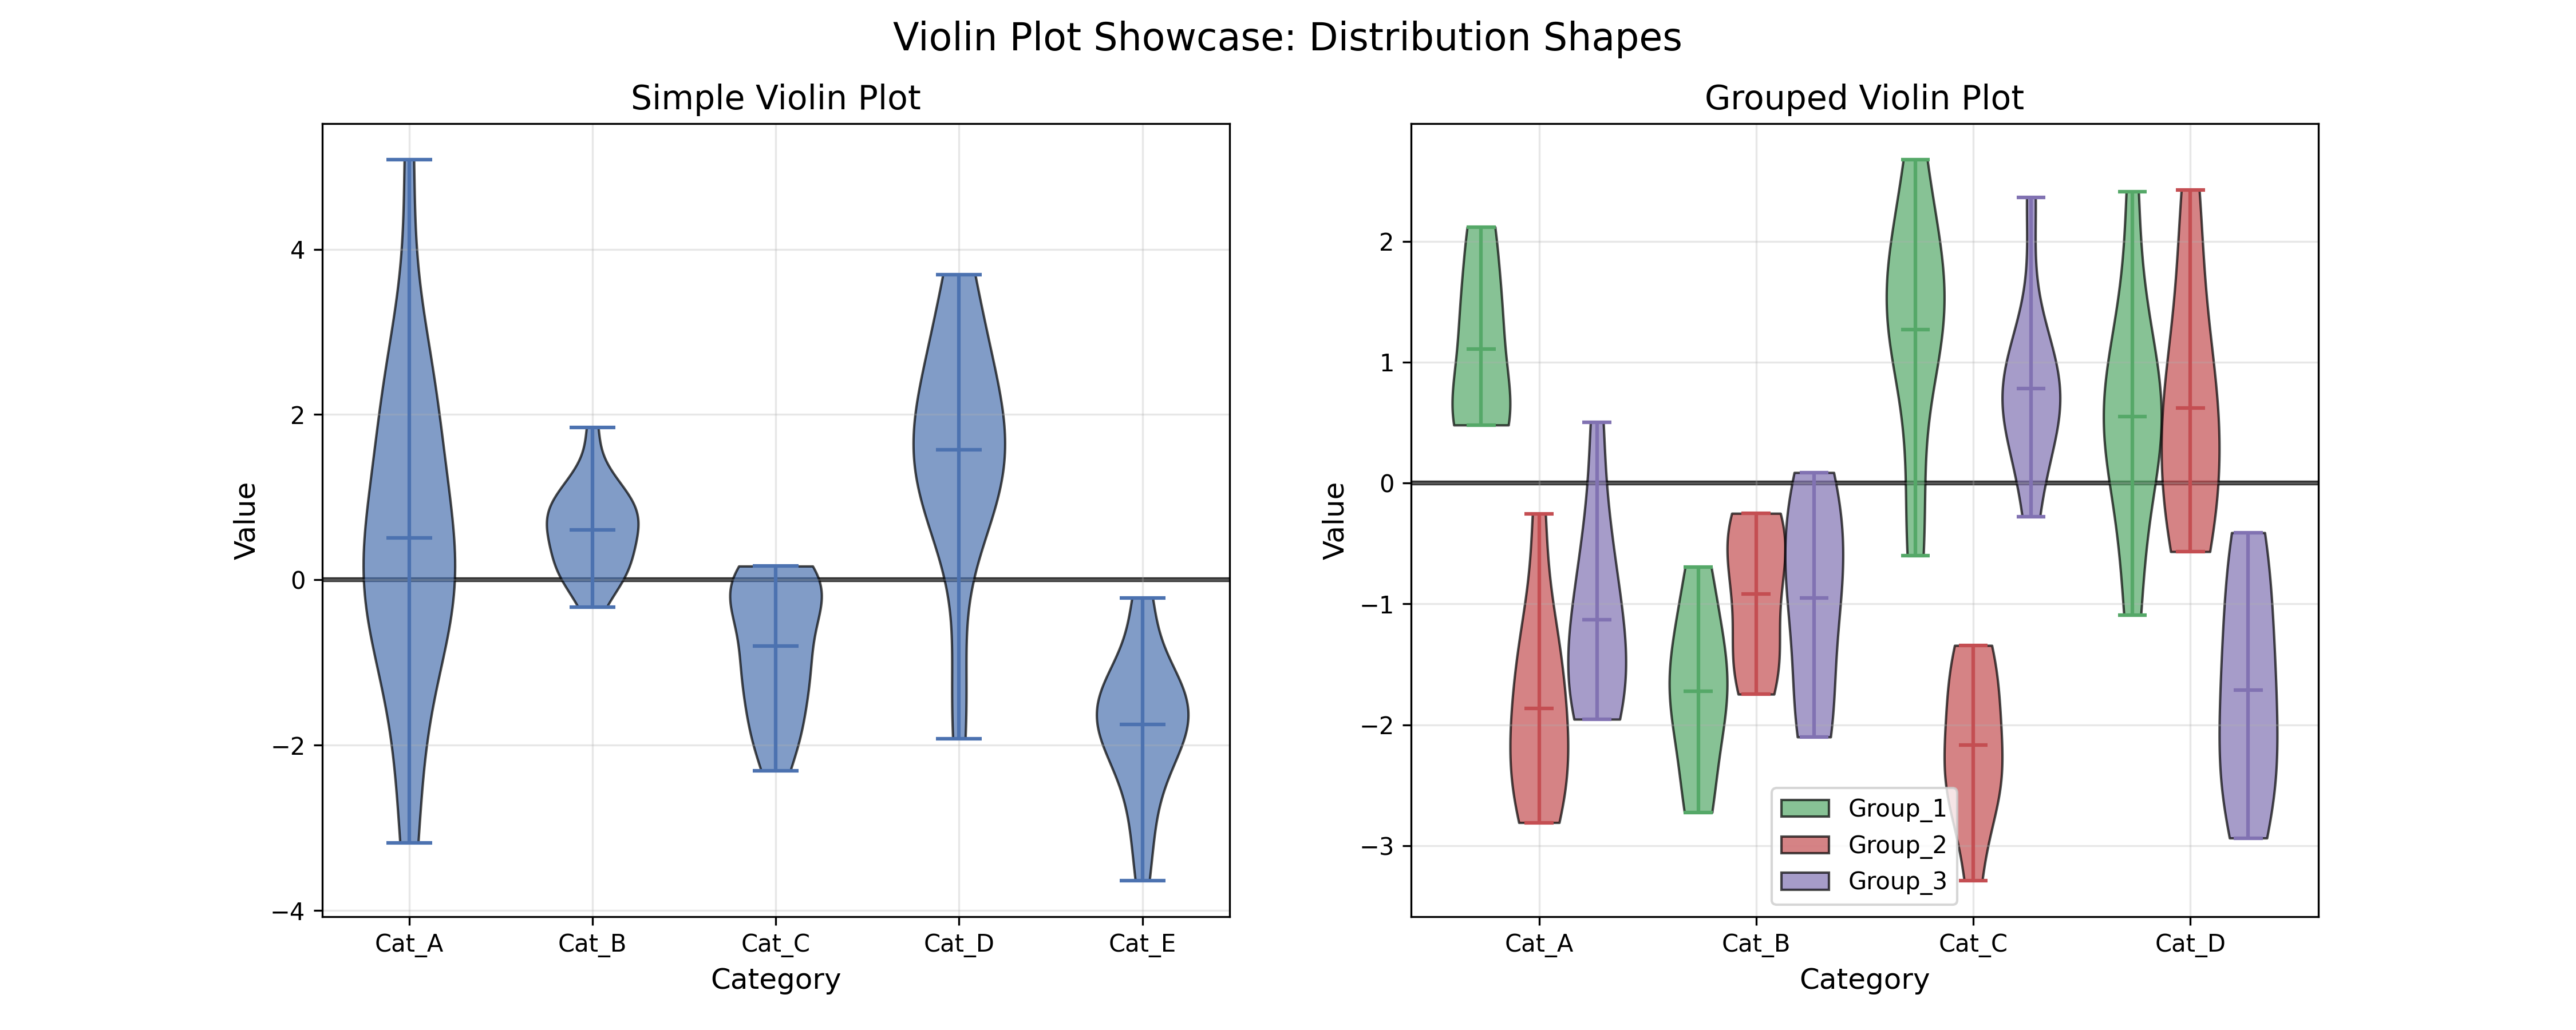 Violin Plot Showcase: Distribution Shapes
Simple Violin Plot
Value
4
2
0
−2
−4
Cat_A Cat_B Cat_C Cat_D Cat_E
Category
Grouped Violin Plot
Value
2
1
0
−1
−2
−3
Group_1
Group_2
Group_3
Cat_A Cat_B Cat_C Cat_D
Category